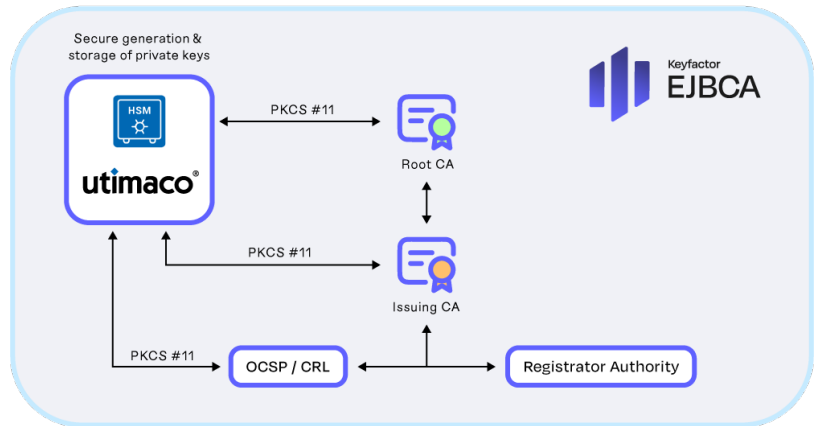 Secure generation &
storage of private keys
HSM
utimaco®
PKCS #11
Root CA
Keyfactor
EJBCA
PKCS #11
Issuing CA
PKCS #11
OCSP / CRL
Registrator Authority